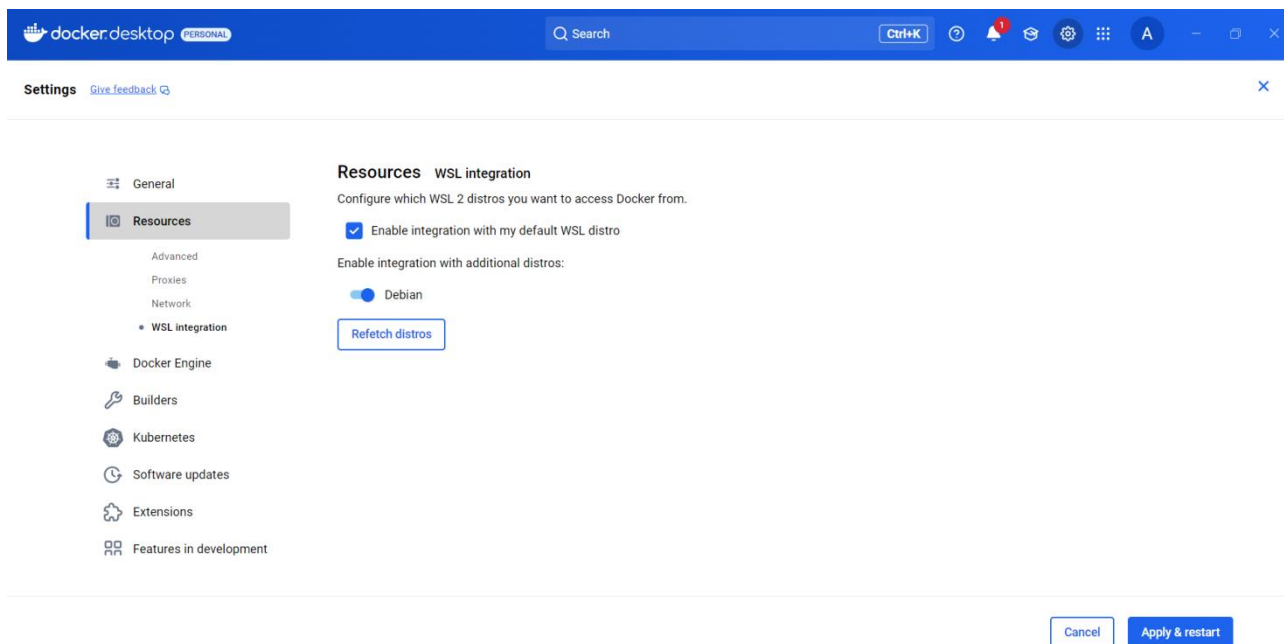 docker.desktop PERSONAL
Search
Ctrl+K
1
A
Settings Give feedback
General
Resources
Advanced
Proxies
Network
WSL integration
Docker Engine
Builders
Kubernetes
Software updates
Extensions
Features in development
Resources WSL integration
Configure which WSL 2 distros you want to access Docker from.
Enable integration with my default WSL distro
Enable integration with additional distros:
Debian
Refetch distros
Cancel
Apply & restart